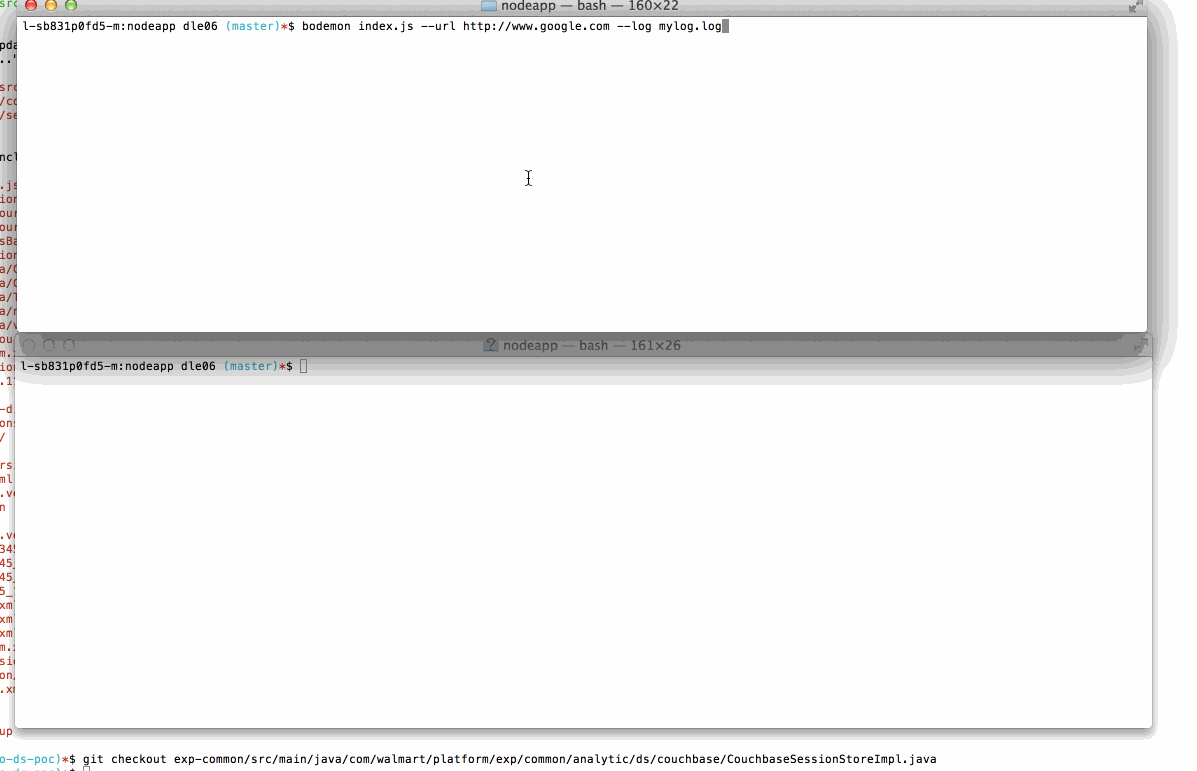 nodeapp — bash — 160×22
l-sb831p0fd5-m:nodeapp dle06 (master)*$ bodemon index.js --url http://www.google.com --log mylog.log
nodeapp — bash — 161×26
l-sb831p0fd5-m:nodeapp dle06 (master)*$
o-ds-poc)*$ git checkout exp-common/src/main/java/com/walmart/platform/exp/common/analytic/ds/couchbase/CouchbaseSessionStoreImpl.java